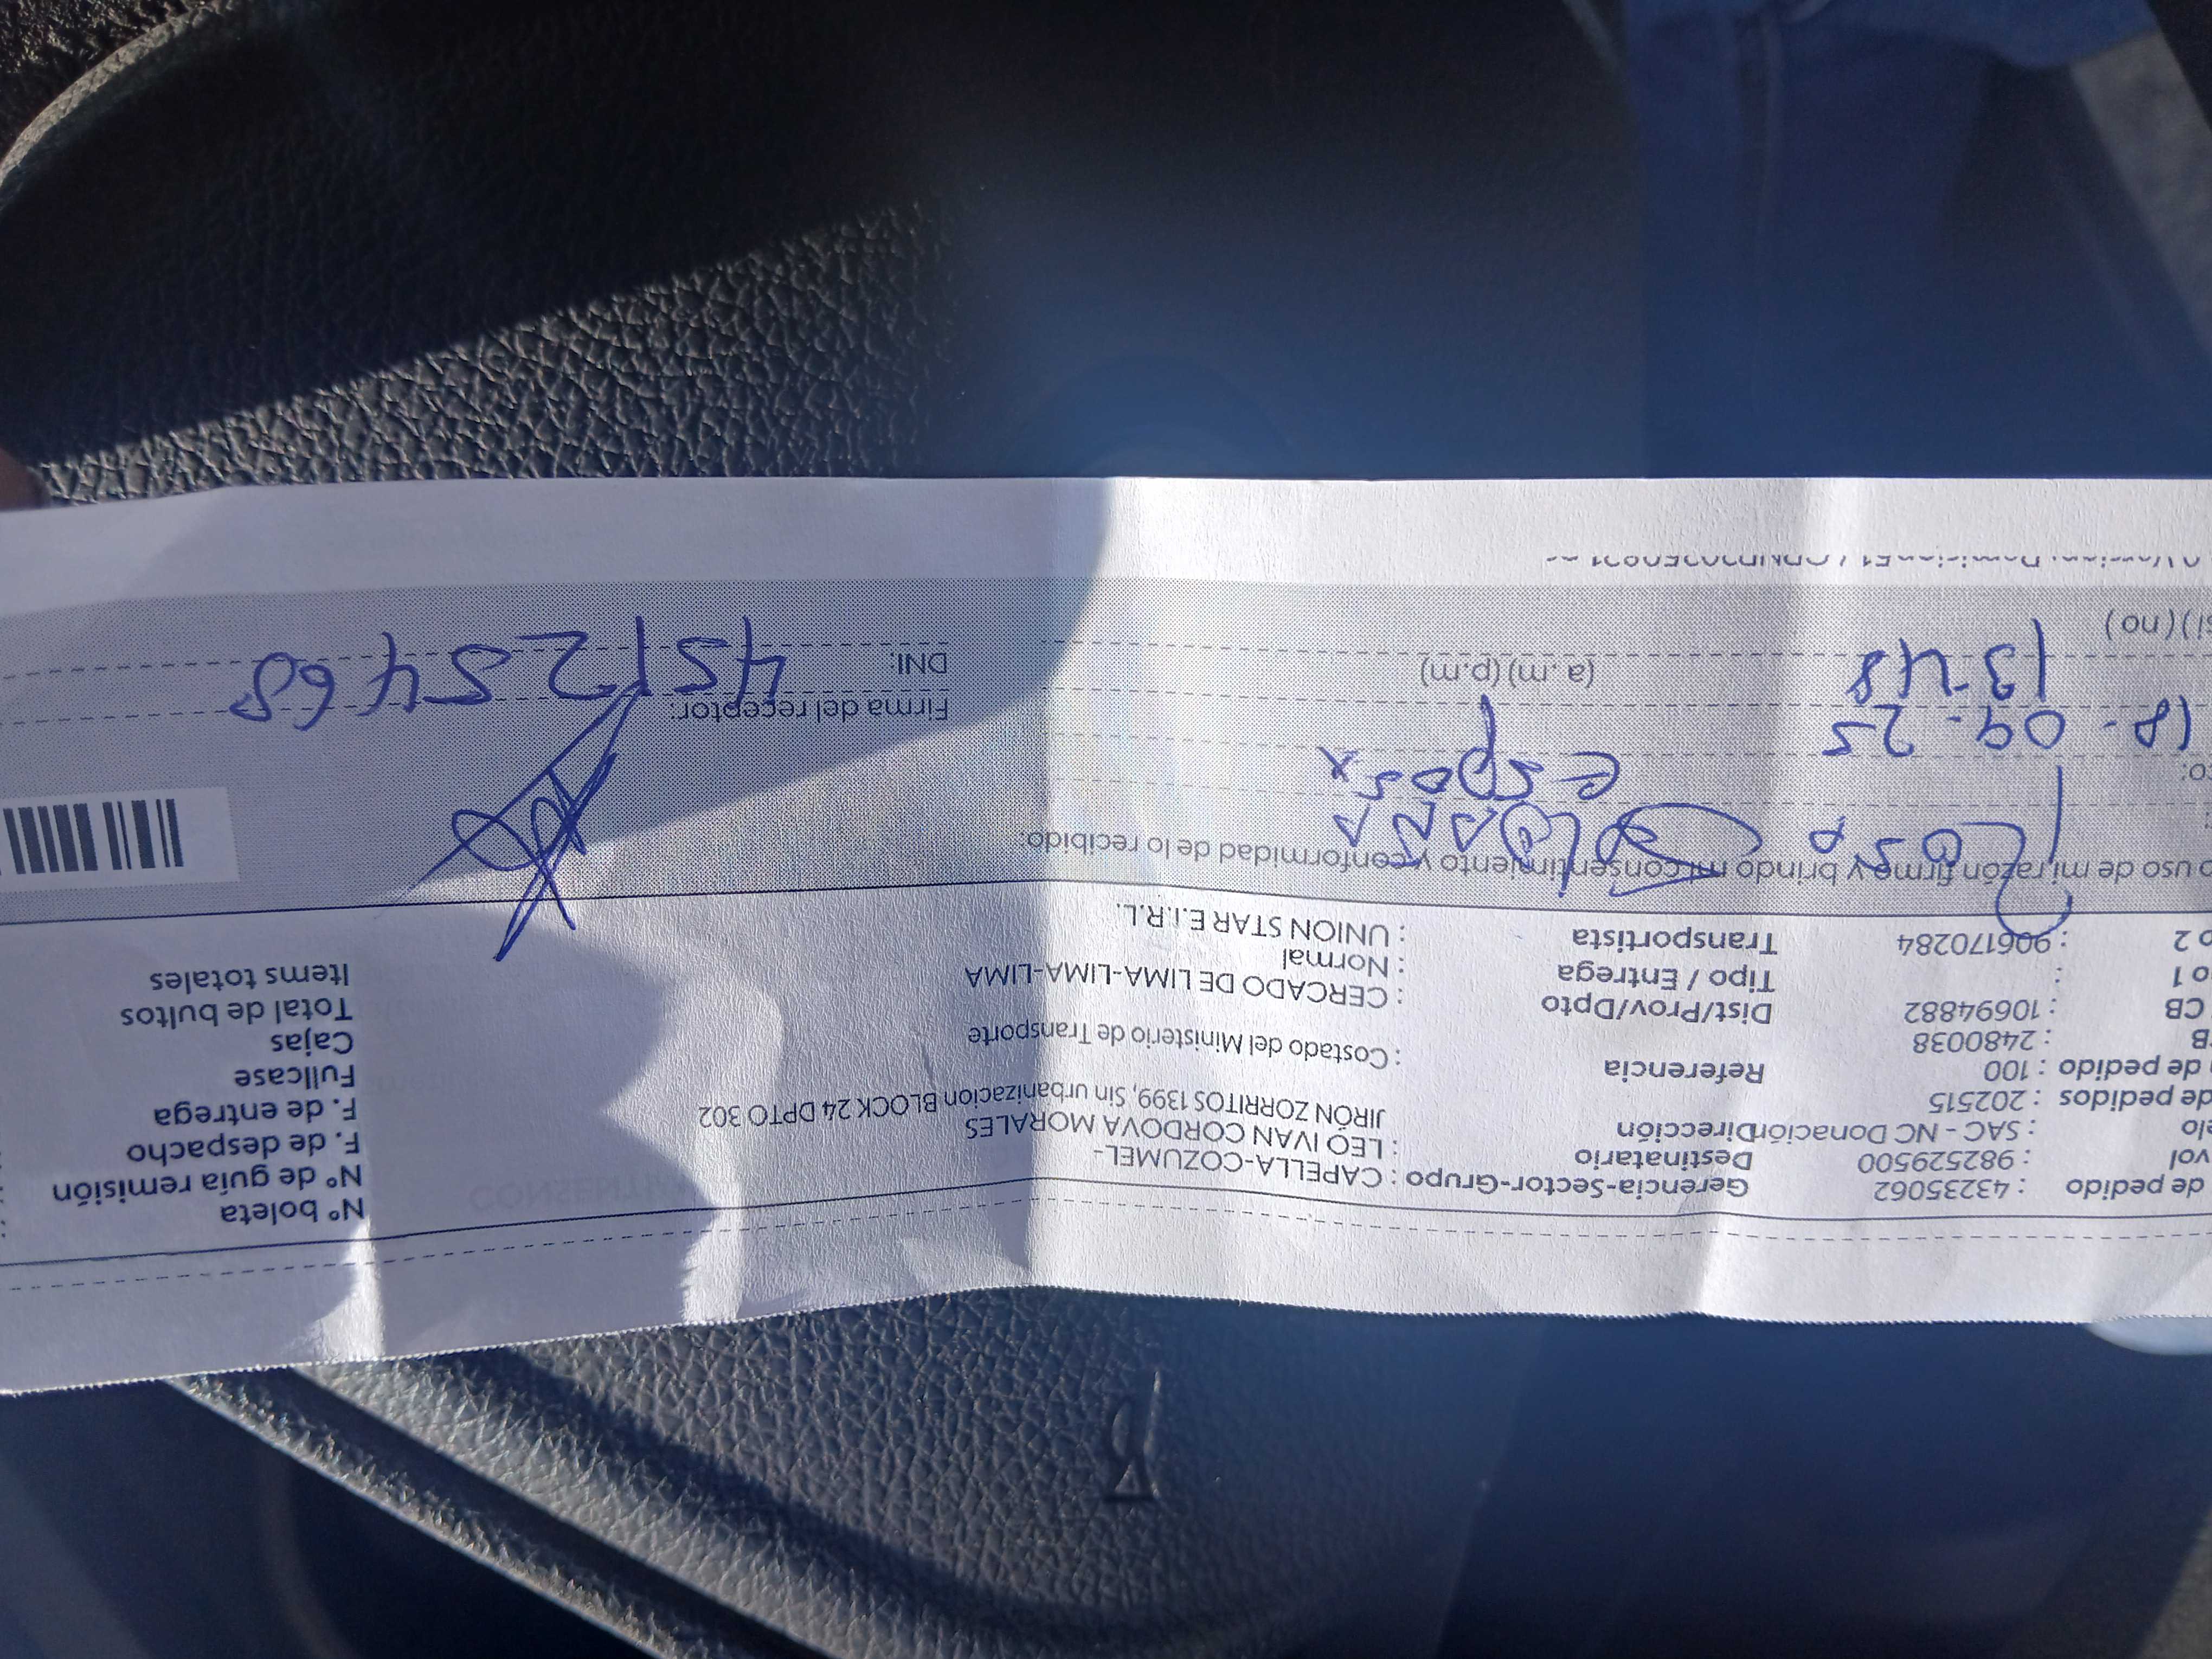 de pedido : 43235062 Gerencia-Sector-Grupo : CAPELLA-COZUMEL- N° boleta :
vol : 982529500 Destinatario : LEO IVAN CORDOVA MORALES N° de guía remisión :
elo : SAC - NC Donación Dirección JIRÓN ZORRITOS 1399, Sin urbanizacion BLOCK 24 DPTO 302 F. de despacho :
de pedidos : 202515 F. de entrega
de pedido : 100 Referencia : Costado del Ministerio de Transporte Fullcase
B : 2480038 Cajas
CB : 10694882 Dist/Prov/Dpto : CERCADO DE LIMA-LIMA-LIMA Total de bultos
o 1 : Tipo / Entrega : Normal Items totales
o 2 : 906170284 Transportista : UNION STAR E.I.R.L.
o uso de mi razón firme y brindo mi consentimiento y conformidad de lo recibido:
Rosa
co: esposa
18-09-25 Firma del receptor:
13:48 (a.m) (p.m) DNI: 45125468
si) (no)